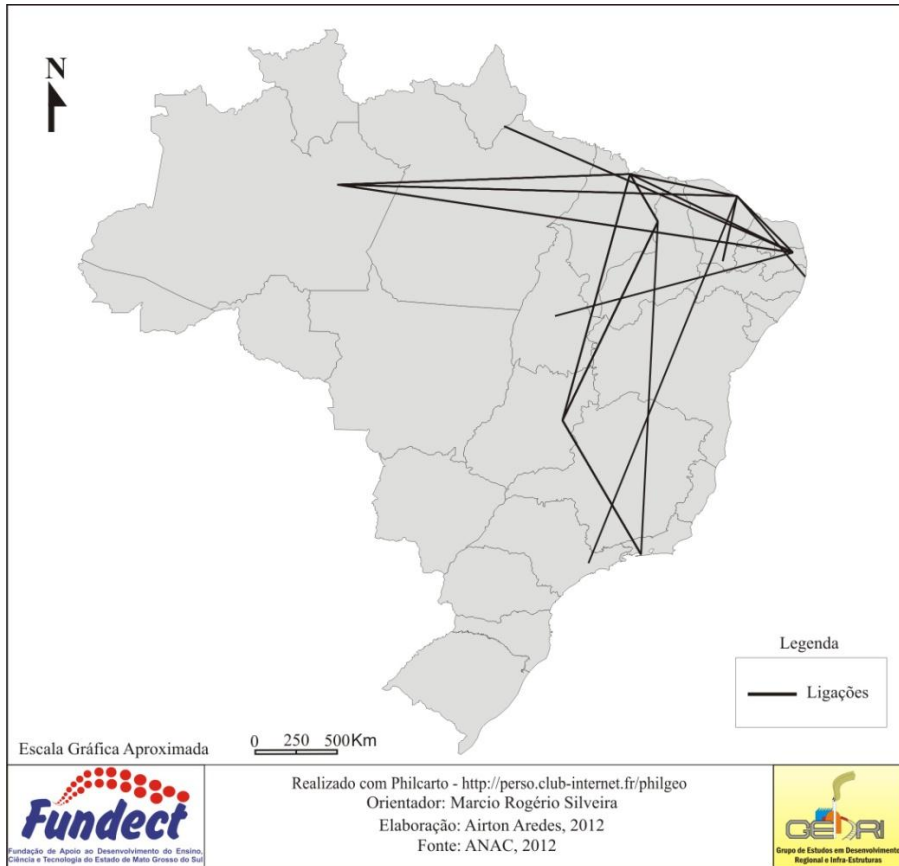 N
Legenda
Ligações
Escala Gráfica Aproximada
0 250 500Km
Fundect
Fundação de Apoio ao Desenvolvimento do Ensino,
Ciência e Tecnologia do Estado de Mato Grosso do Sul
Realizado com Philcarto - http://perso.club-internet.fr/philgeo
Orientador: Marcio Rogério Silveira
Elaboração: Airton Aredes, 2012
Fonte: ANAC, 2012
GEDRI
Grupo de Estudos em Desenvolvimento
Regional e Infra-Estruturas